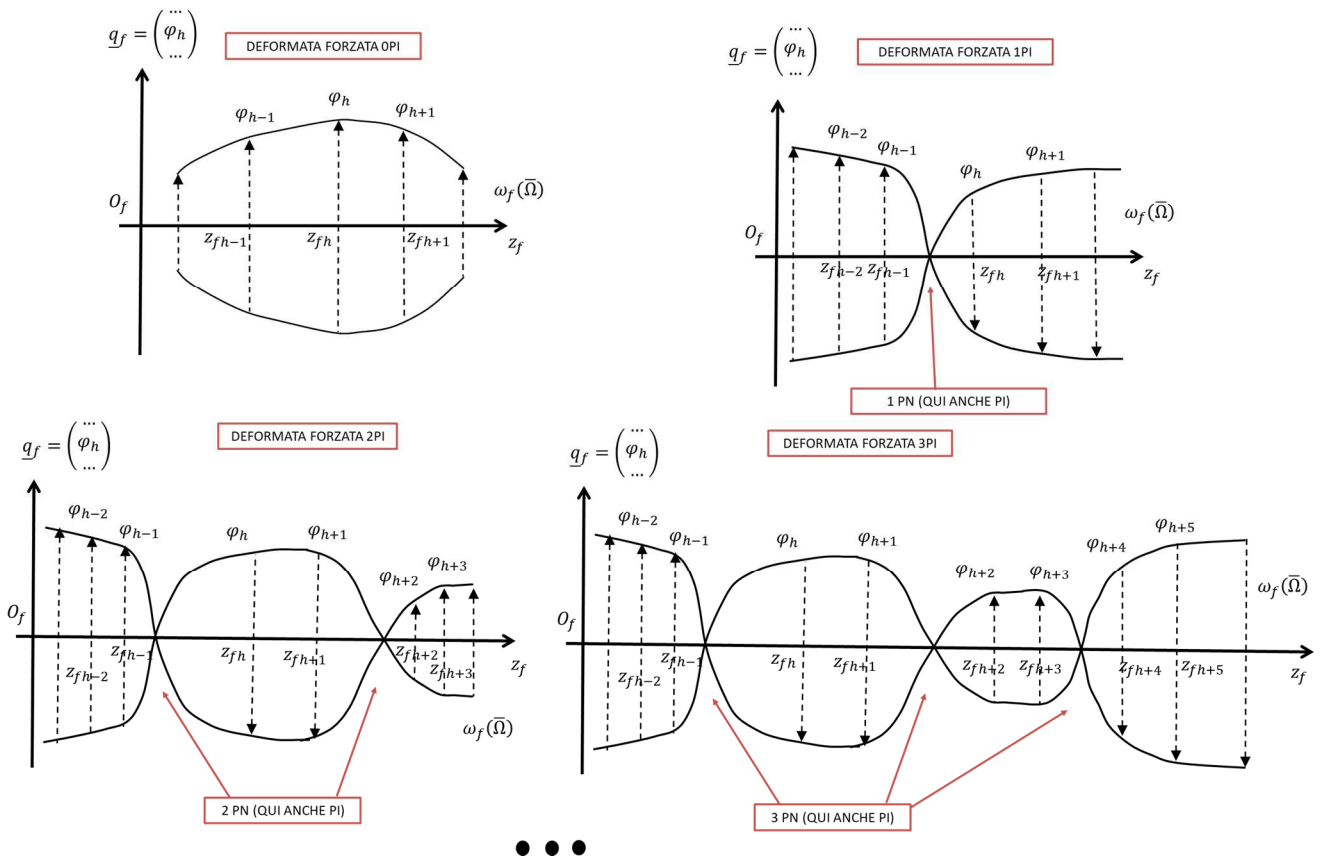 q_f = (... φ_h ...)
DEFORMATA FORZATA 0PI
φ_{h−1}
φ_h
φ_{h+1}
O_f
ω_f(Ω̅)
z_{fh−1}
z_{fh}
z_{fh+1}
z_f
q_f = (... φ_h ...)
DEFORMATA FORZATA 1PI
φ_{h−2}
φ_{h−1}
φ_h
φ_{h+1}
ω_f(Ω̅)
O_f
z_{fh−2}
z_{fh−1}
z_{fh}
z_{fh+1}
z_f
1 PN (QUI ANCHE PI)
q_f = (... φ_h ...)
DEFORMATA FORZATA 2PI
φ_{h−2}
φ_{h−1}
φ_h
φ_{h+1}
φ_{h+2}
φ_{h+3}
O_f
z_{fh−2}
z_{fh−1}
z_{fh}
z_{fh+1}
z_{fh+2}
z_{fh+3}
z_f
ω_f(Ω̅)
2 PN (QUI ANCHE PI)
q_f = (... φ_h ...)
DEFORMATA FORZATA 3PI
φ_{h−2}
φ_{h−1}
φ_h
φ_{h+1}
φ_{h+2}
φ_{h+3}
φ_{h+4}
φ_{h+5}
ω_f(Ω̅)
O_f
z_{fh−2}
z_{fh−1}
z_{fh}
z_{fh+1}
z_{fh+2}
z_{fh+3}
z_{fh+4}
z_{fh+5}
z_f
3 PN (QUI ANCHE PI)